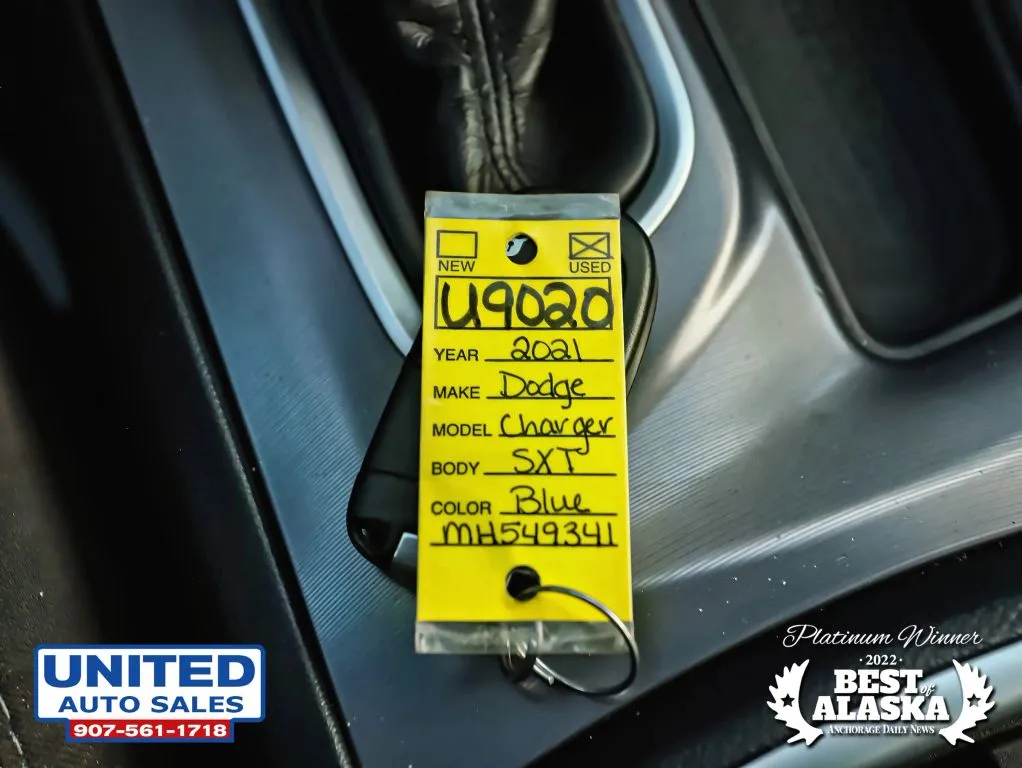 NEW USED
U9020
YEAR 2021
MAKE Dodge
MODEL Charger
BODY SXT
COLOR Blue
MH549341
UNITED
AUTO SALES
907-561-1718
Platinum Winner
·2022·
BEST of
ALASKA
ANCHORAGE DAILY NEWS